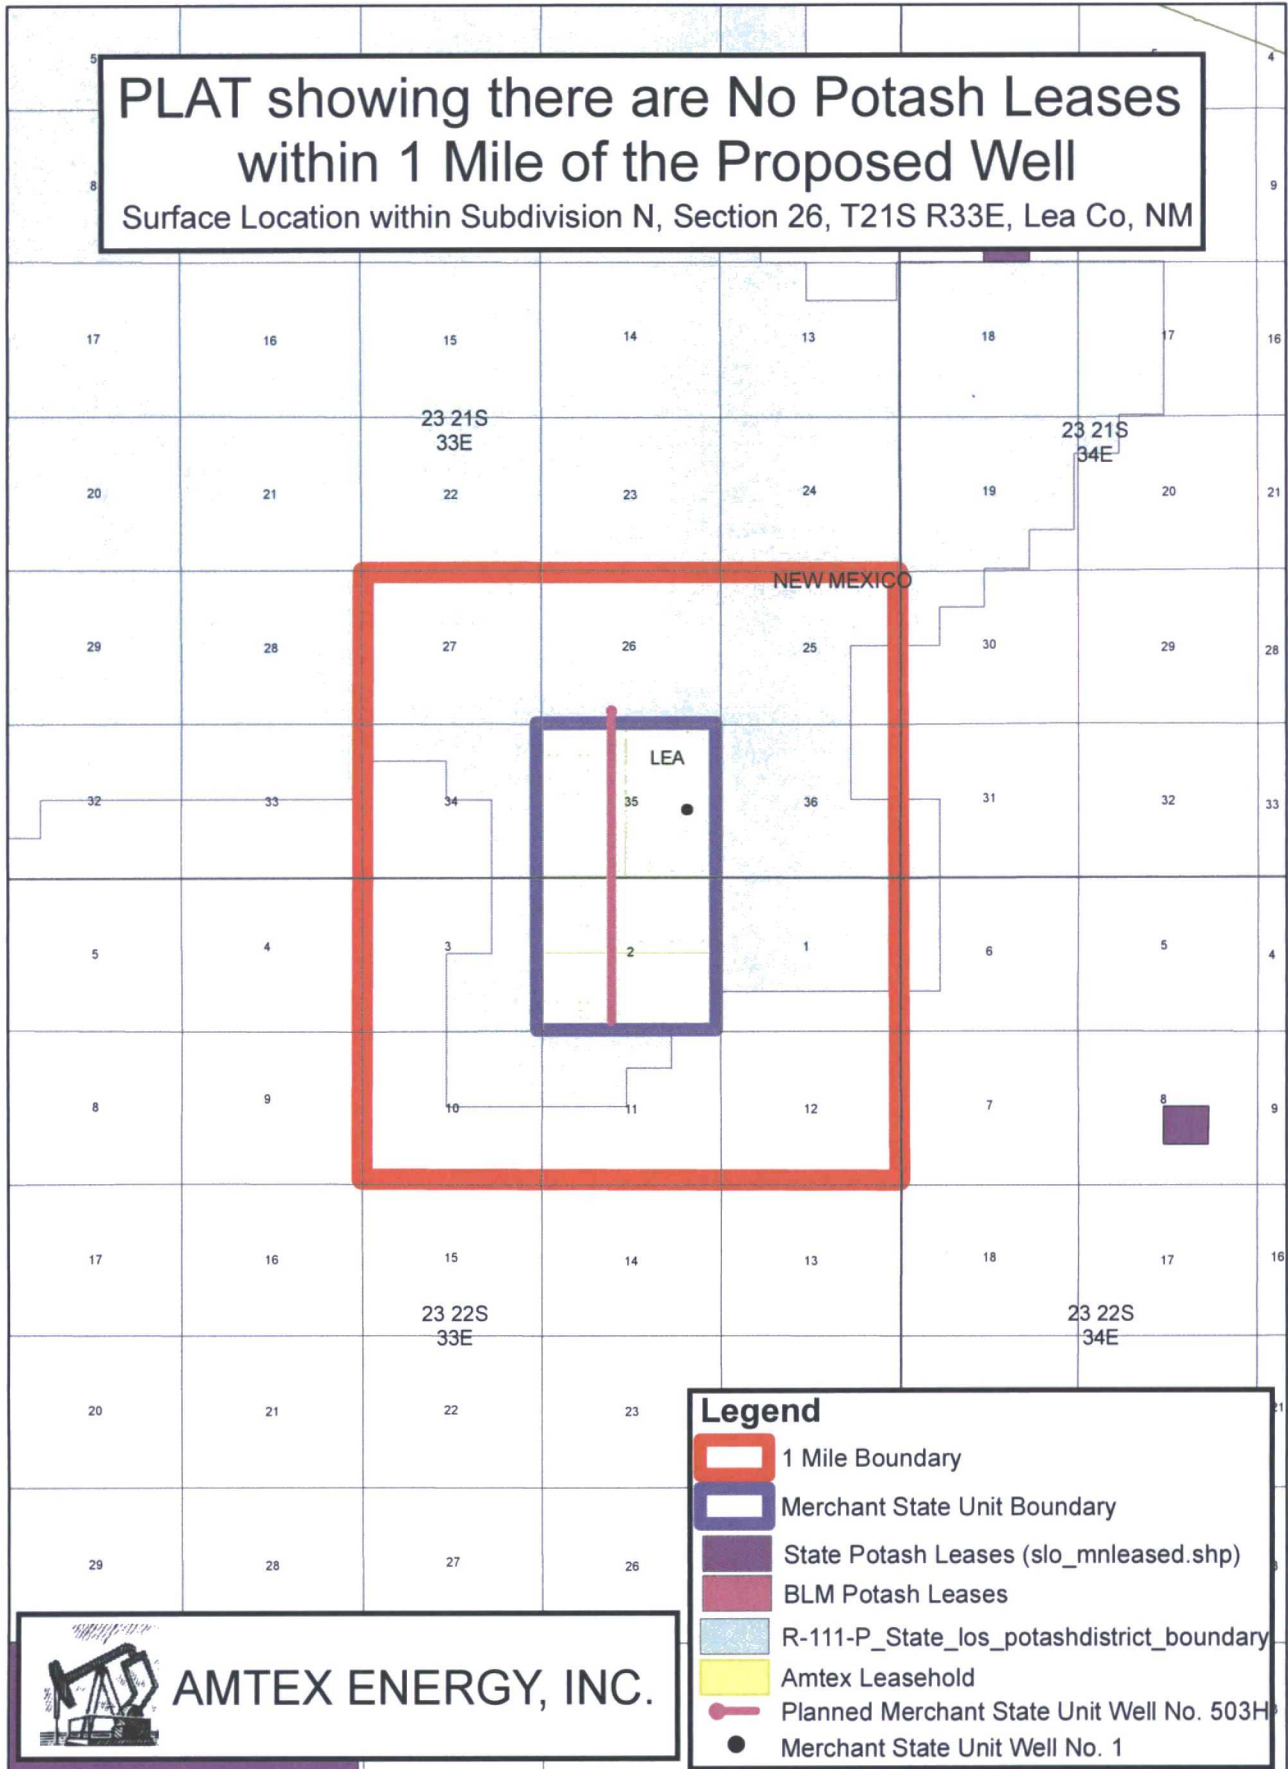 5
4
PLAT showing there are No Potash Leases
within 1 Mile of the Proposed Well
Surface Location within Subdivision N, Section 26, T21S R33E, Lea Co, NM
8
9
17 16 15 14 13 18 17 16
23 21S
33E
23 21S
34E
20 21 22 23 24 19 20 21
NEW MEXICO
29 28 27 26 25 30 29 28
LEA
32 33 34 35 36 31 32 33
5 4 3 2 1 6 5 4
8 9 10 11 12 7 8 9
17 16 15 14 13 18 17 16
23 22S
33E
23 22S
34E
20 21 22 23
29 28 27 26
Legend
1 Mile Boundary
Merchant State Unit Boundary
State Potash Leases (slo_mnleased.shp)
BLM Potash Leases
R-111-P_State_los_potashdistrict_boundary
Amtex Leasehold
Planned Merchant State Unit Well No. 503H
Merchant State Unit Well No. 1
AMTEX ENERGY, INC.